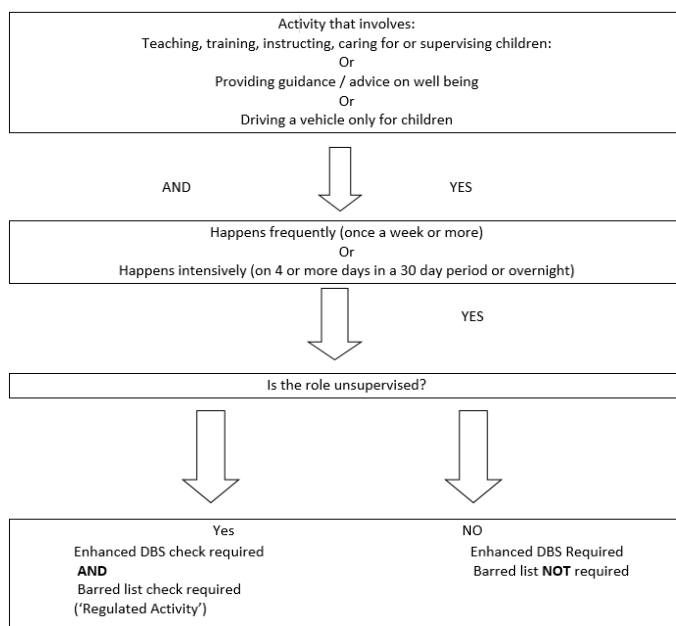 Activity that involves:
Teaching, training, instructing, caring for or supervising children:
Or
Providing guidance / advice on well being
Or
Driving a vehicle only for children
AND YES
Happens frequently (once a week or more)
Or
Happens intensively (on 4 or more days in a 30 day period or overnight)
YES
Is the role unsupervised?
Yes NO
Enhanced DBS check required Enhanced DBS Required
AND Barred list NOT required
Barred list check required
(‘Regulated Activity’)